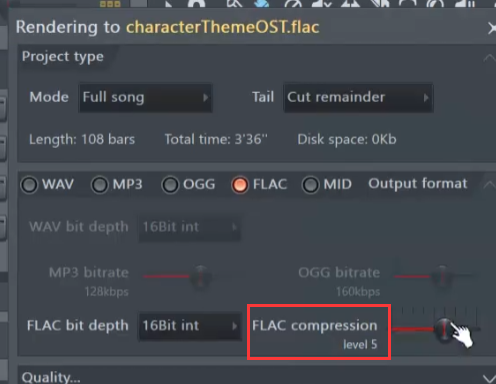 Rendering to characterThemeOST.flac
Project type
Mode Full song Tail Cut remainder
Length: 108 bars Total time: 3'36" Disk space: 0Kb
WAV MP3 OGG FLAC MID Output format
WAV bit depth 16Bit int
MP3 bitrate OGG bitrate
128kbps 160kbps
FLAC bit depth 16Bit int FLAC compression
level 5
Quality...